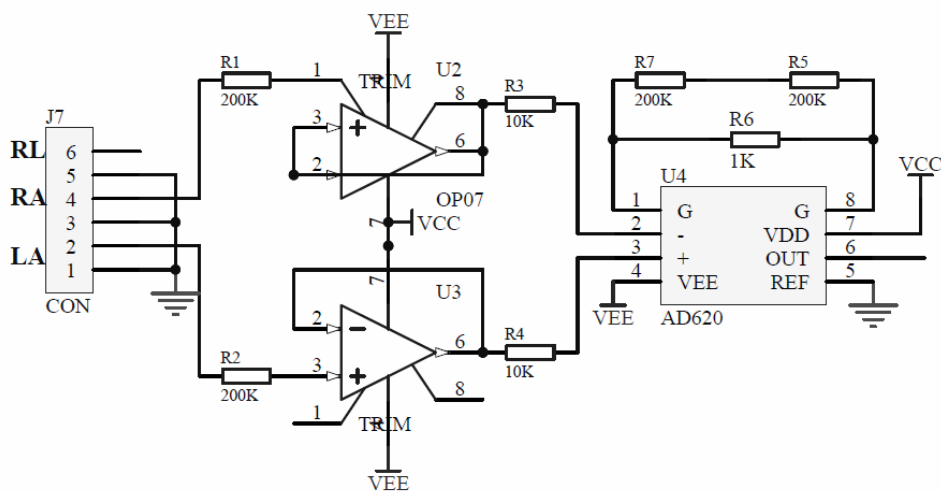 VEE
R1
200K
1
TRIM
U2
8
R3
10K
3
+
2
6
OP07
7
VCC
J7
RL
6
5
RA
4
3
LA
2
1
CON
R7
200K
R5
200K
R6
1K
VCC
U4
1 G G 8
2 - VDD 7
3 + OUT 6
4 VEE REF 5
VEE
AD620
7
U3
2
-
6
R4
10K
R2
200K
3
+
8
1
TRIM
VEE